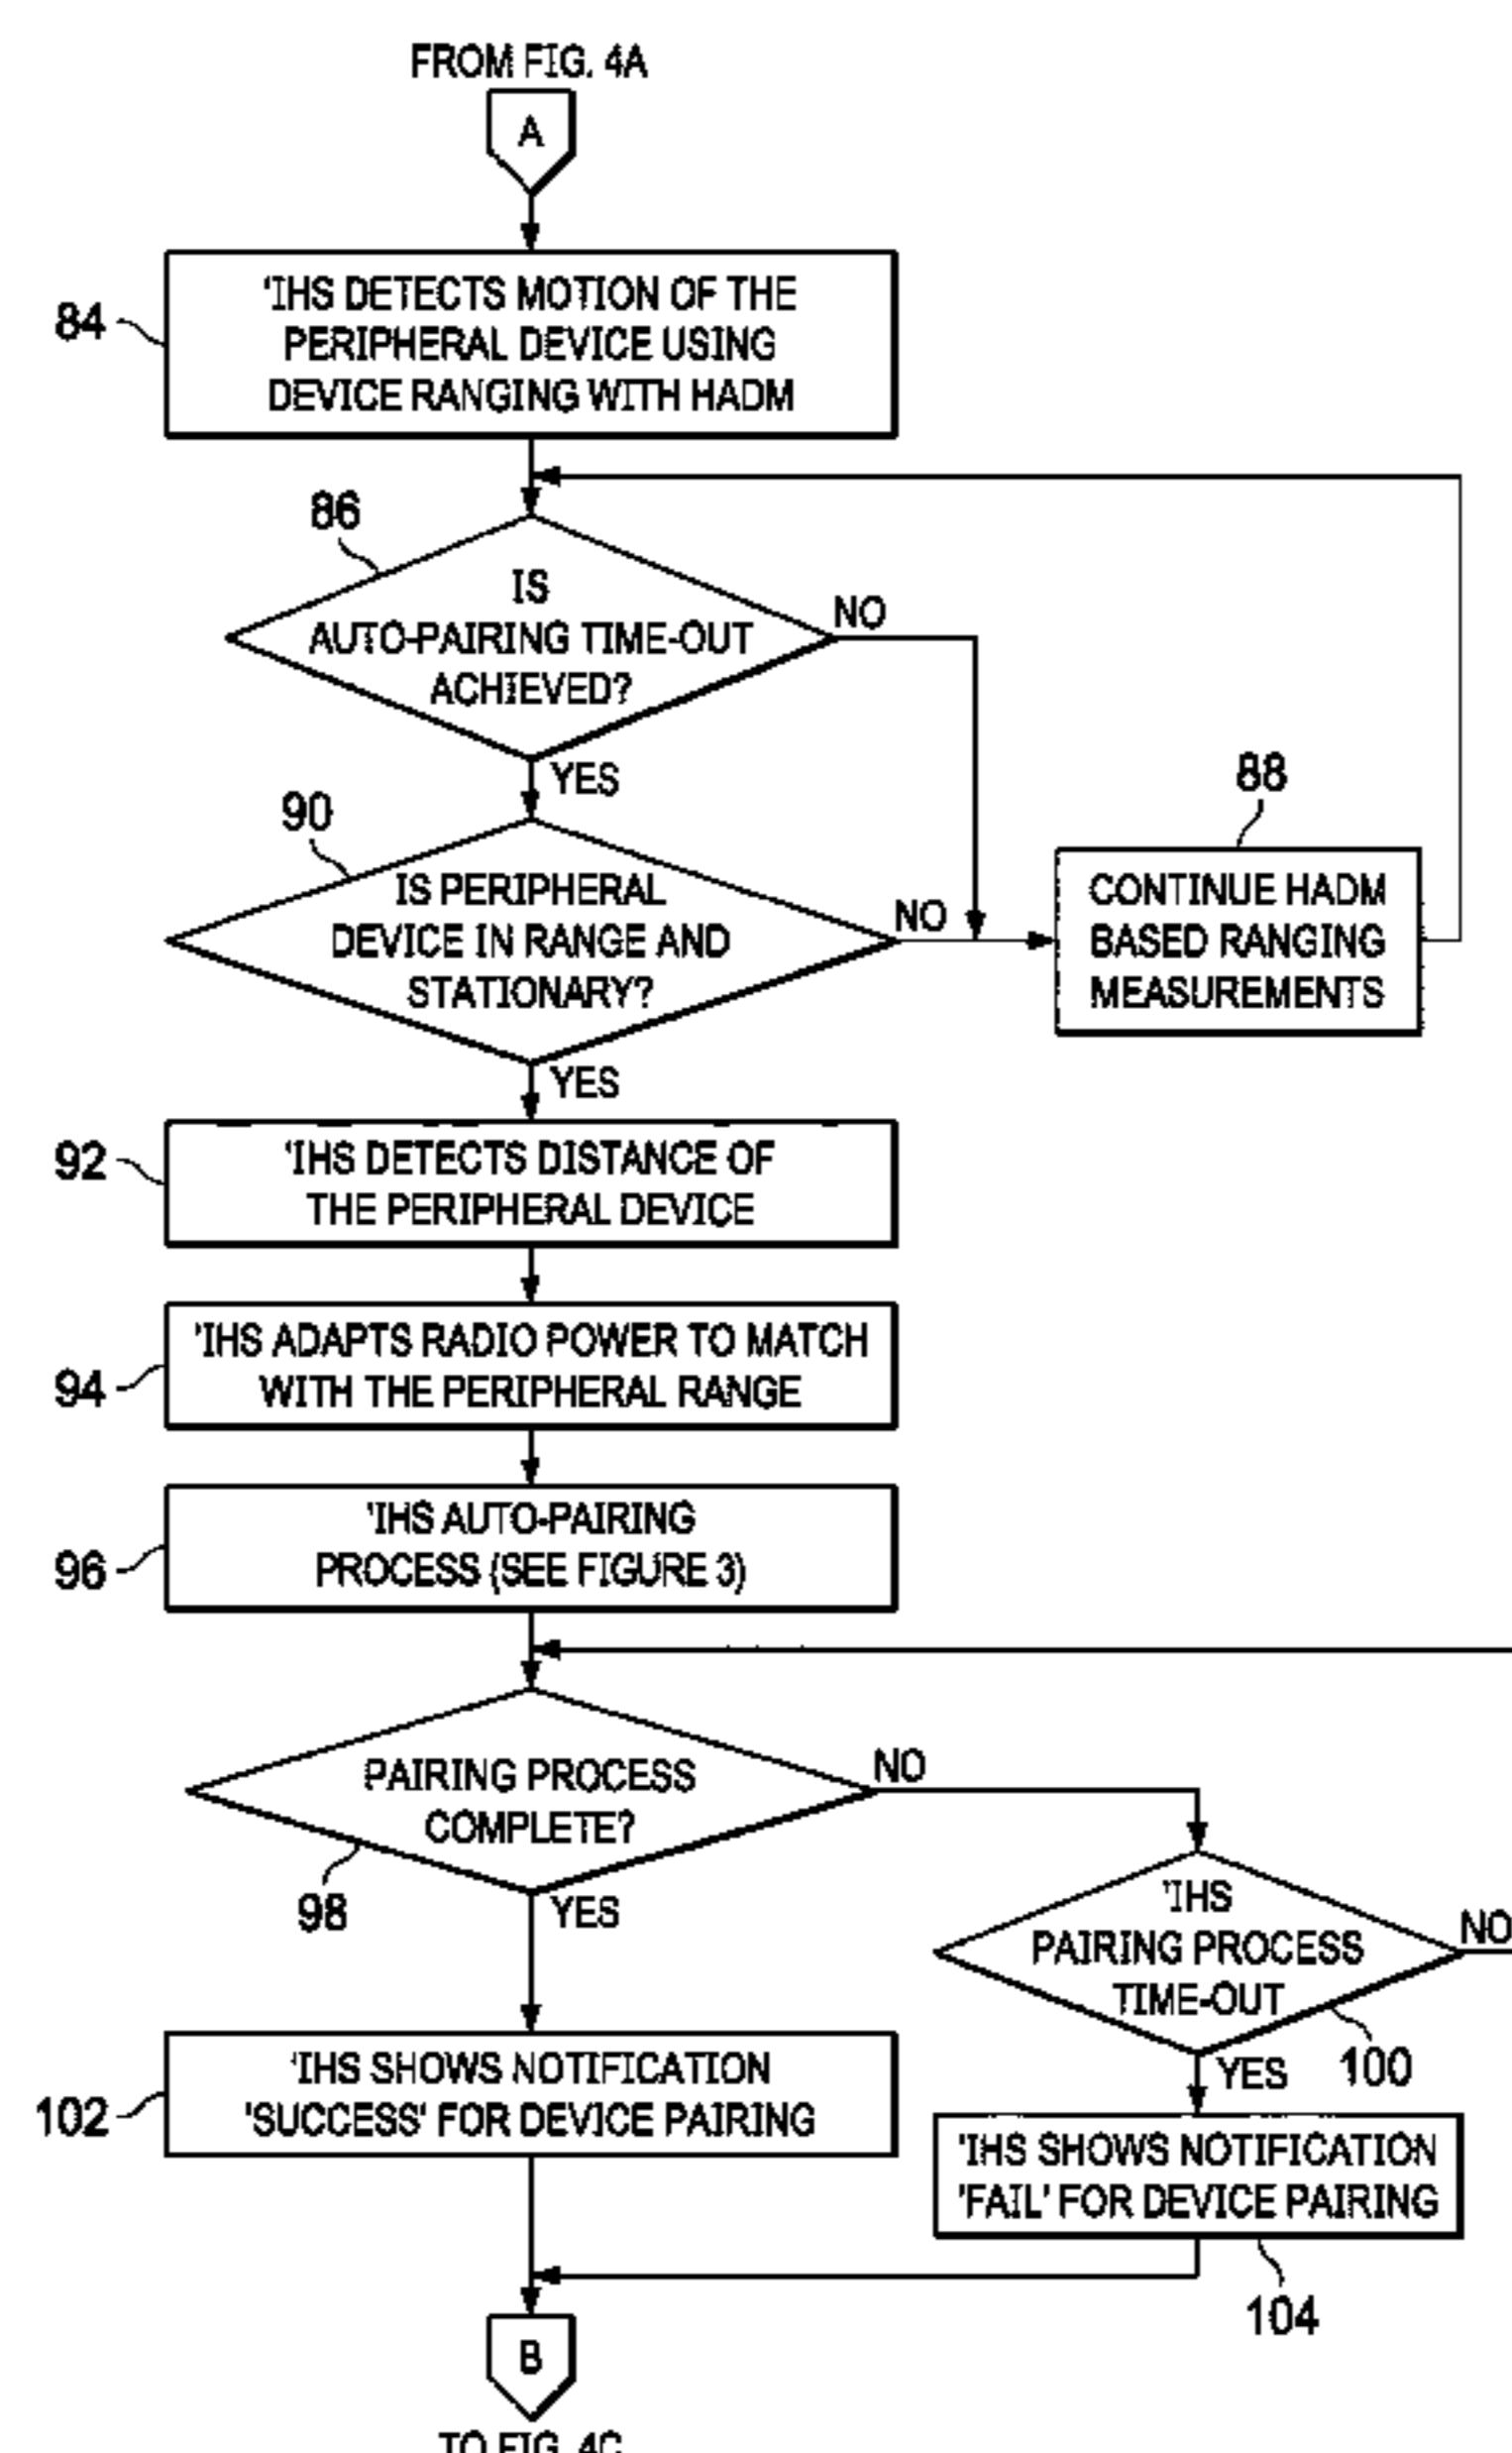 FROM FIG. 4A
A
84
'IHS DETECTS MOTION OF THE
PERIPHERAL DEVICE USING
DEVICE RANGING WITH HADM
86
IS
AUTO-PAIRING TIME-OUT
ACHIEVED?
NO
YES
90
IS PERIPHERAL
DEVICE IN RANGE AND
STATIONARY?
NO
88
CONTINUE HADM
BASED RANGING
MEASUREMENTS
YES
92
'IHS DETECTS DISTANCE OF
THE PERIPHERAL DEVICE
94
'IHS ADAPTS RADIO POWER TO MATCH
WITH THE PERIPHERAL RANGE
96
'IHS AUTO-PAIRING
PROCESS (SEE FIGURE 3)
PAIRING PROCESS
COMPLETE?
98
NO
YES
'IHS
PAIRING PROCESS
TIME-OUT
NO
100
YES
102
'IHS SHOWS NOTIFICATION
'SUCCESS' FOR DEVICE PAIRING
'IHS SHOWS NOTIFICATION
'FAIL' FOR DEVICE PAIRING
104
B
TO FIG. 4C